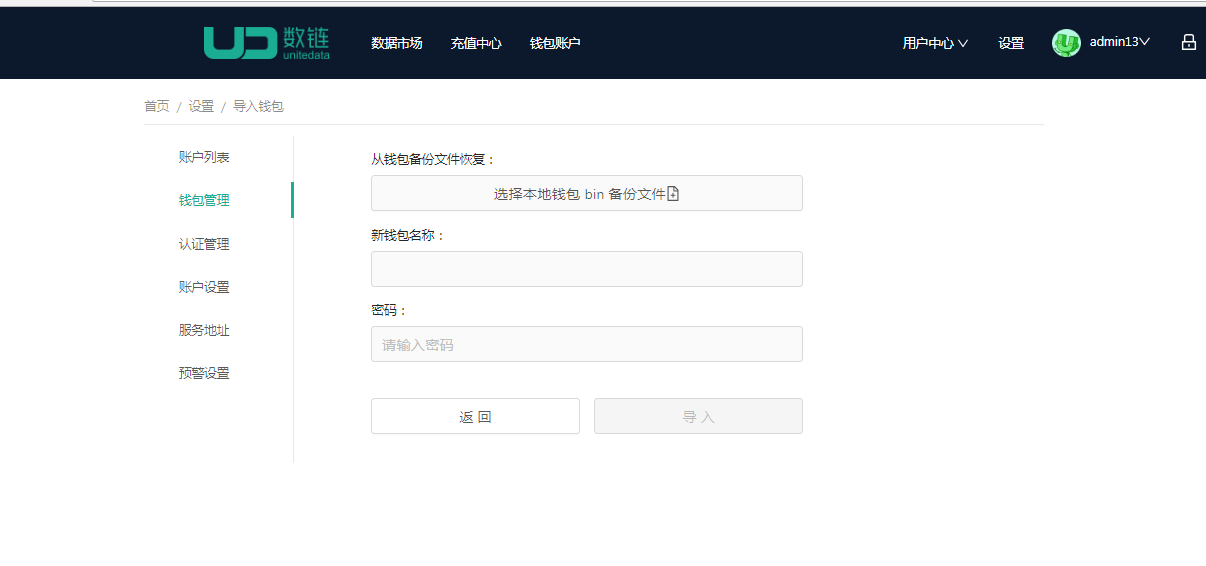 数链
unitedata
数据市场 充值中心 钱包账户 用户中心 设置 admin13
首页 / 设置 / 导入钱包
账户列表
钱包管理
认证管理
账户设置
服务地址
预警设置
从钱包备份文件恢复：
选择本地钱包 bin 备份文件
新钱包名称：
密码：
请输入密码
返 回 导 入